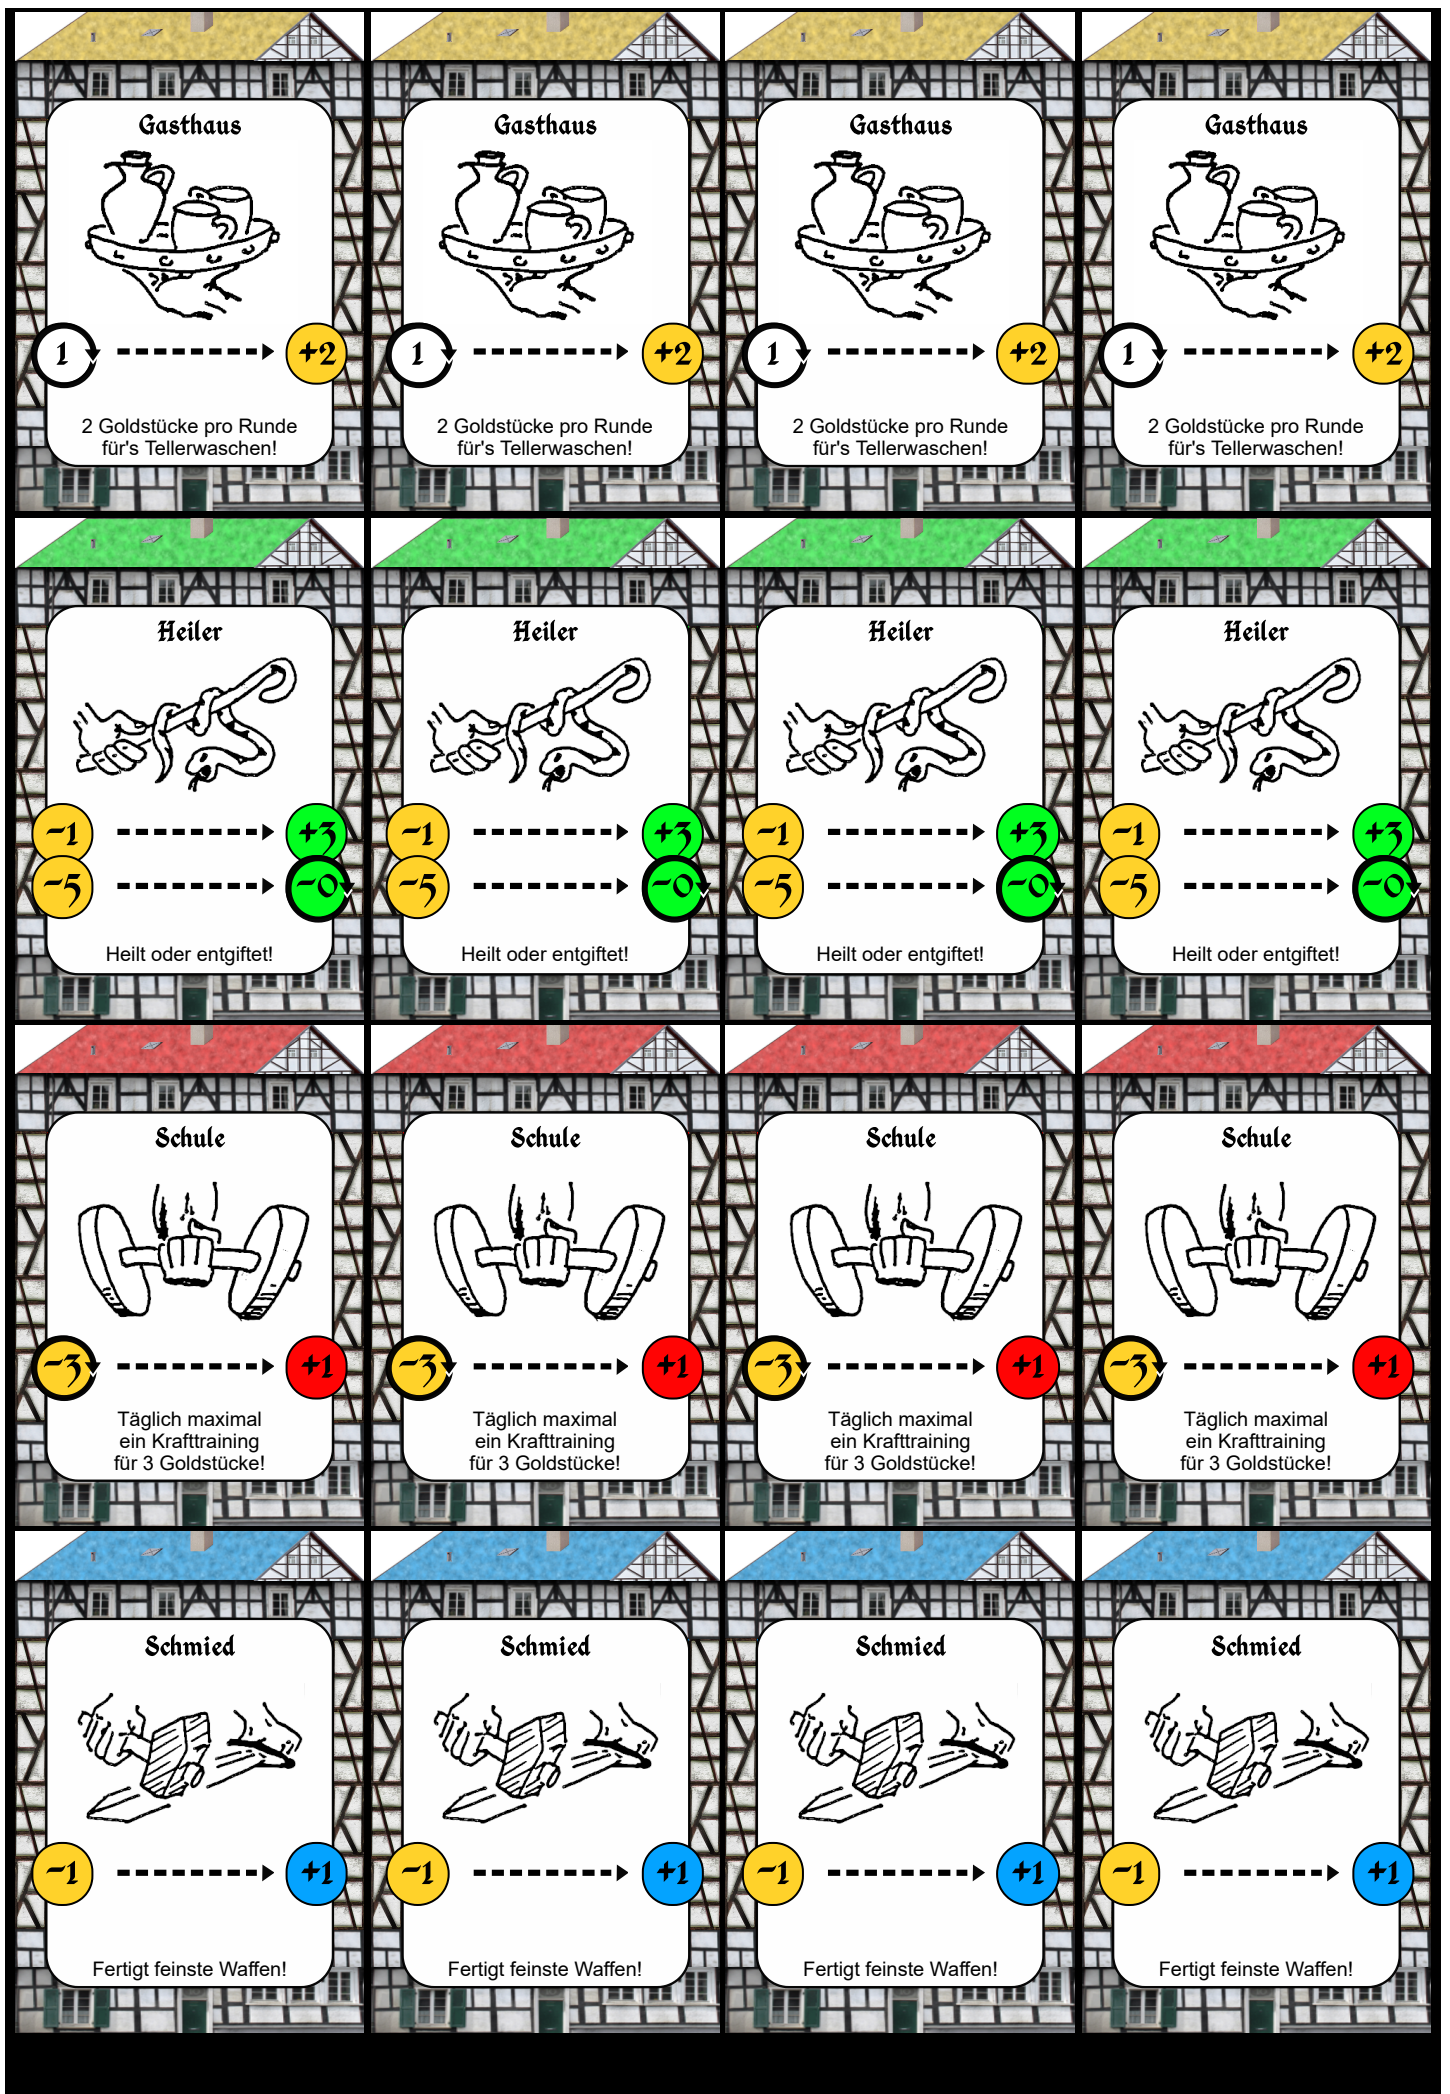 Gasthaus Gasthaus Gasthaus Gasthaus
1 +2 1 +2 1 +2 1 +2
2 Goldstücke pro Runde 2 Goldstücke pro Runde 2 Goldstücke pro Runde 2 Goldstücke pro Runde
für's Tellerwaschen! für's Tellerwaschen! für's Tellerwaschen! für's Tellerwaschen!
Heiler Heiler Heiler Heiler
-1 +3 -1 +3 -1 +3 -1 +3
-5 -0 -5 -0 -5 -0 -5 -0
Heilt oder entgiftet! Heilt oder entgiftet! Heilt oder entgiftet! Heilt oder entgiftet!
Schule Schule Schule Schule
-3 +1 -3 +1 -3 +1 -3 +1
Täglich maximal Täglich maximal Täglich maximal Täglich maximal
ein Krafttraining ein Krafttraining ein Krafttraining ein Krafttraining
für 3 Goldstücke! für 3 Goldstücke! für 3 Goldstücke! für 3 Goldstücke!
Schmied Schmied Schmied Schmied
-1 +1 -1 +1 -1 +1 -1 +1
Fertigt feinste Waffen! Fertigt feinste Waffen! Fertigt feinste Waffen! Fertigt feinste Waffen!